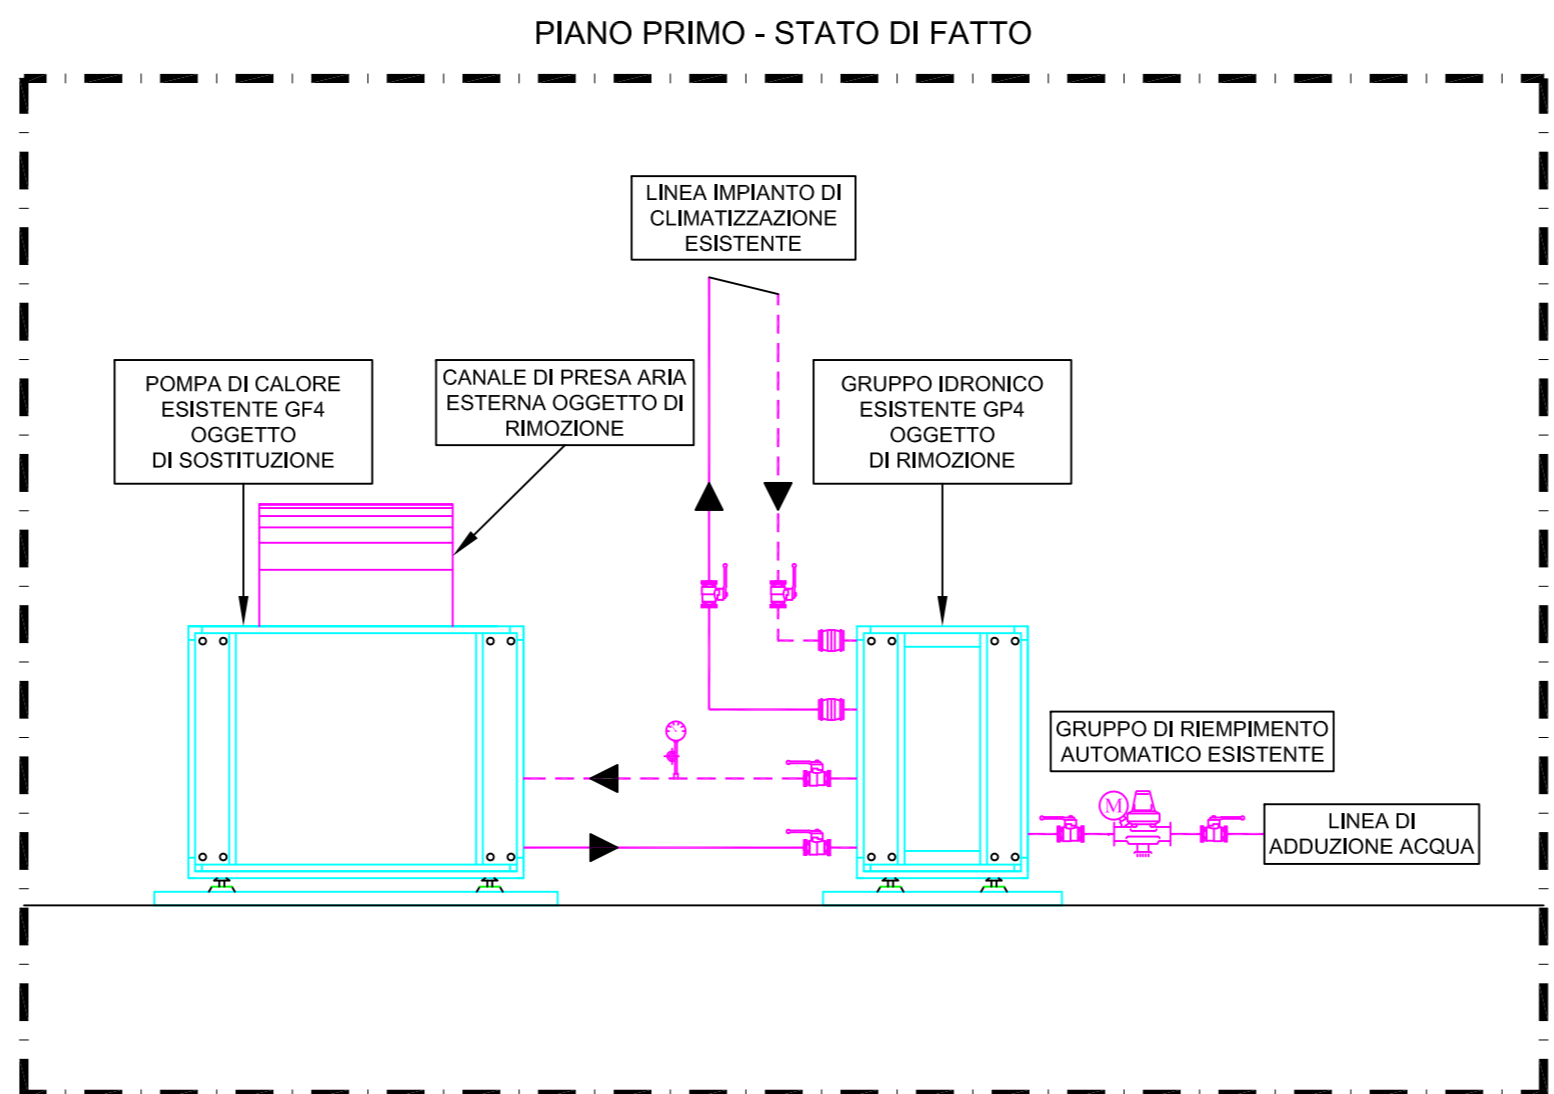 PIANO PRIMO - STATO DI FATTO
LINEA IMPIANTO DI
CLIMATIZZAZIONE
ESISTENTE
POMPA DI CALORE
ESISTENTE GF4
OGGETTO
DI SOSTITUZIONE
CANALE DI PRESA ARIA
ESTERNA OGGETTO DI
RIMOZIONE
GRUPPO IDRONICO
ESISTENTE GP4
OGGETTO
DI RIMOZIONE
GRUPPO DI RIEMPIMENTO
AUTOMATICO ESISTENTE
M
LINEA DI
ADDUZIONE ACQUA